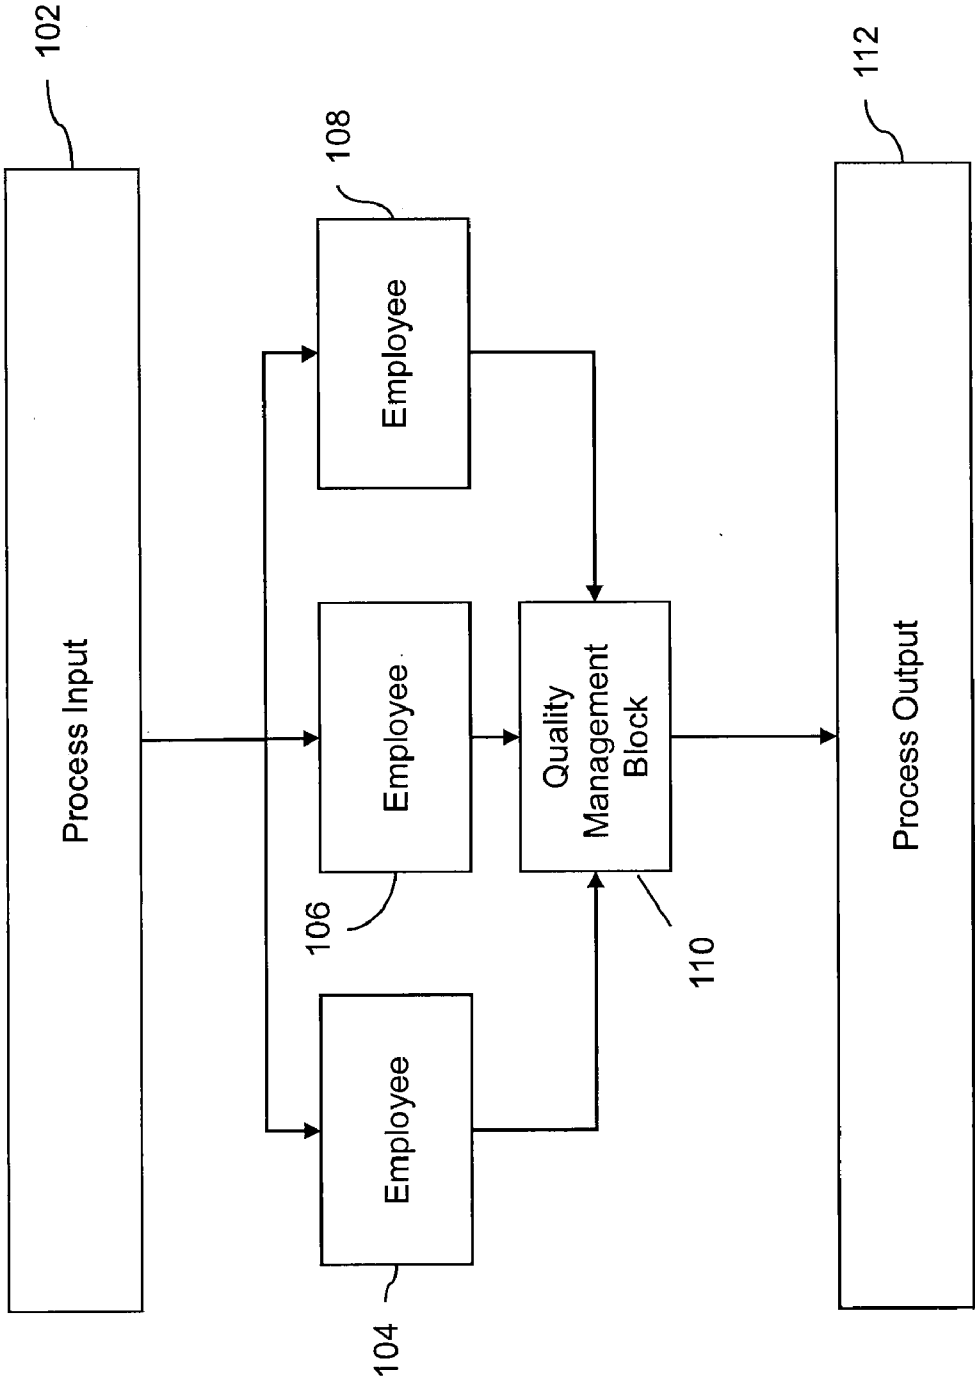 102
Process Input
108
Employee
106
Employee
104
Employee
110
Quality
Management
Block
112
Process Output